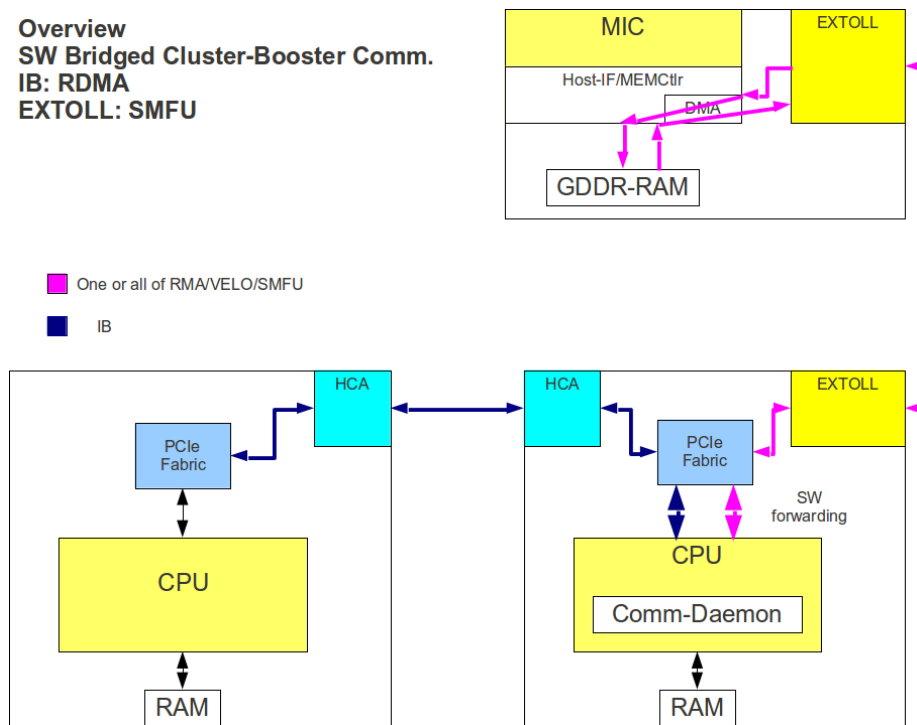 Overview
SW Bridged Cluster-Booster Comm.
IB: RDMA
EXTOLL: SMFU
MIC
EXTOLL
Host-IF/MEMCtlr
DMA
GDDR-RAM
One or all of RMA/VELO/SMFU
IB
HCA
PCIe
Fabric
CPU
RAM
HCA
EXTOLL
PCIe
Fabric
SW
forwarding
CPU
Comm-Daemon
RAM